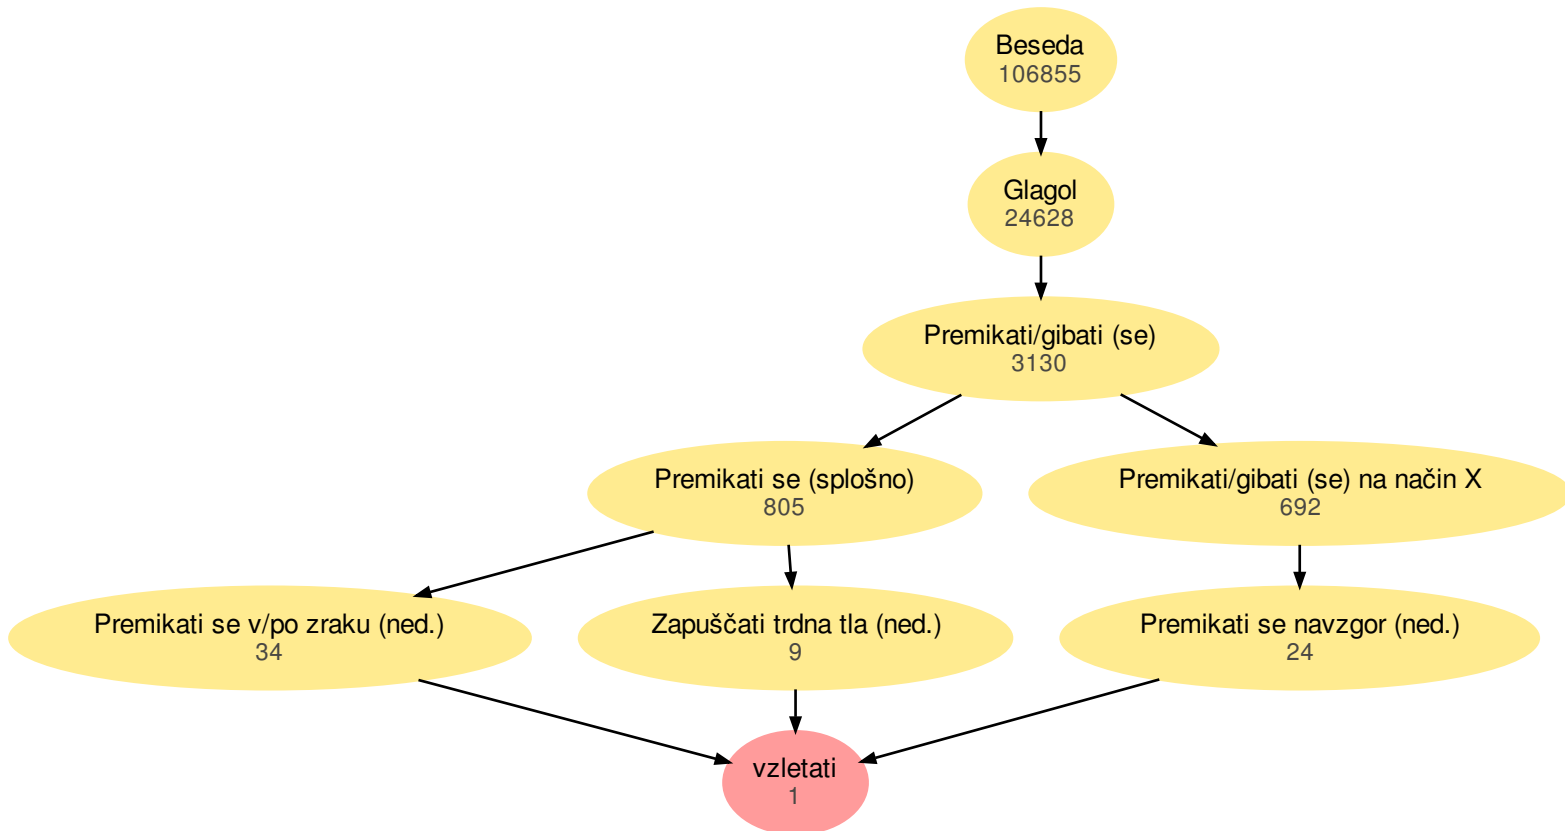 Beseda
106855
Glagol
24628
Premikati/gibati (se)
3130
Premikati se (splošno)
805
Premikati/gibati (se) na način X
692
Premikati se v/po zraku (ned.)
34
Zapuščati trdna tla (ned.)
9
Premikati se navzgor (ned.)
24
vzletati
1